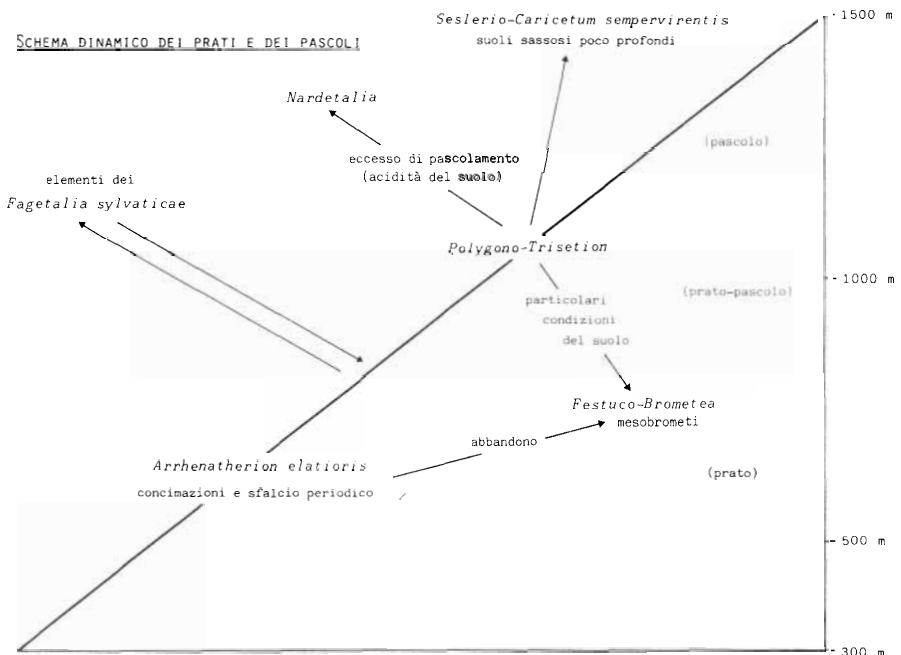 SCHEMA DINAMICO DEI PRATI E DEI PASCOLI
Seslerio-Caricetum sempervirentis
suoli sassosi poco profondi
1500 m
Nardetalia
(pascolo)
eccesso di pascolamento
(acidità del suolo)
elementi dei
Fagetalia sylvaticae
Polygono-Trisetion
1000 m
(prato-pascolo)
particolari
condizioni
del suolo
Festuco-Brometea
mesobrometi
abbandono
Arrhenatherion elatioris
concimazioni e sfalcio periodico
(prato)
500 m
300 m